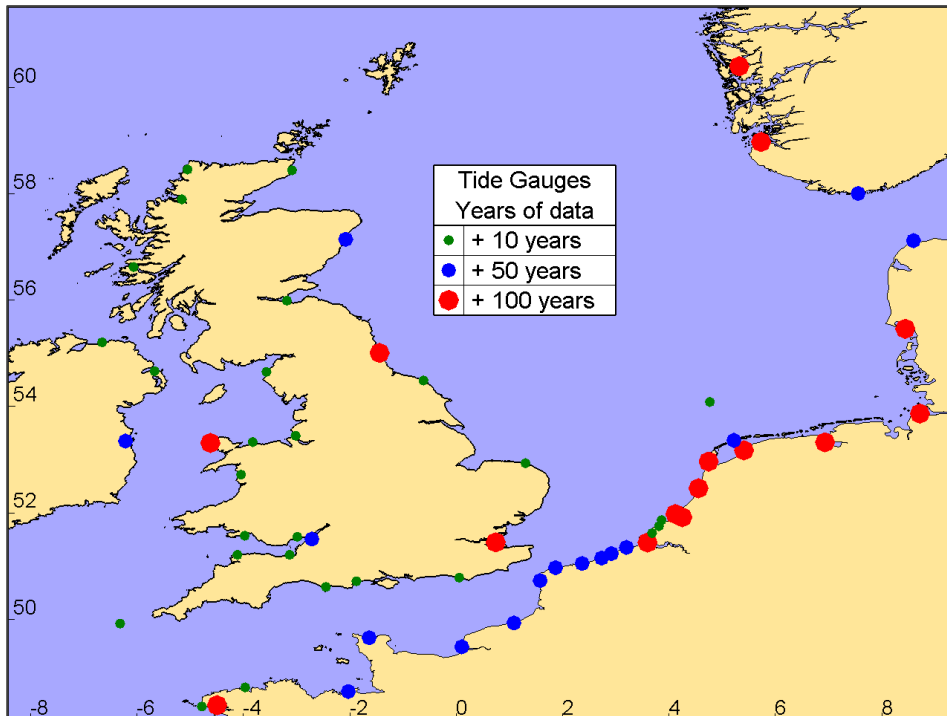 60
58
56
54
52
50
Tide Gauges
Years of data
+ 10 years
+ 50 years
+ 100 years
-8 -6 -4 -2 0 2 4 6 8